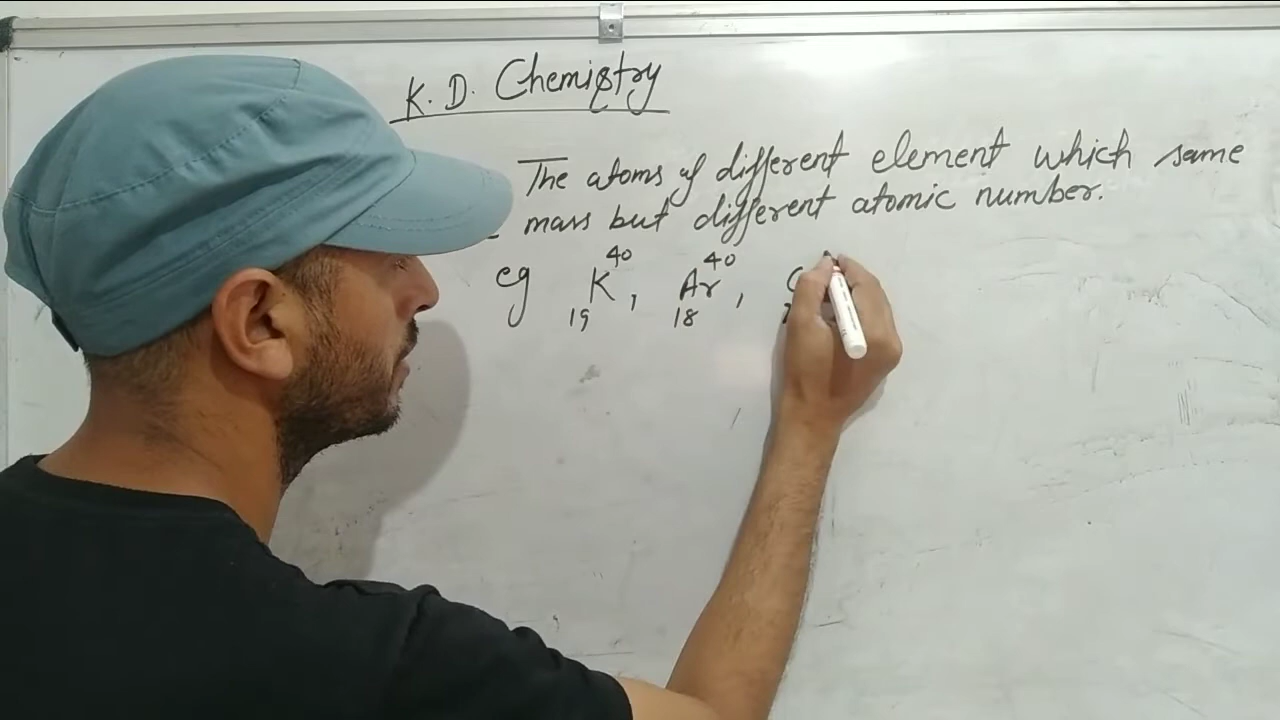 K. D. Chemistry
The atoms of different element which same
mass but different atomic number.
eg 19 K 40, 18 Ar 40, C